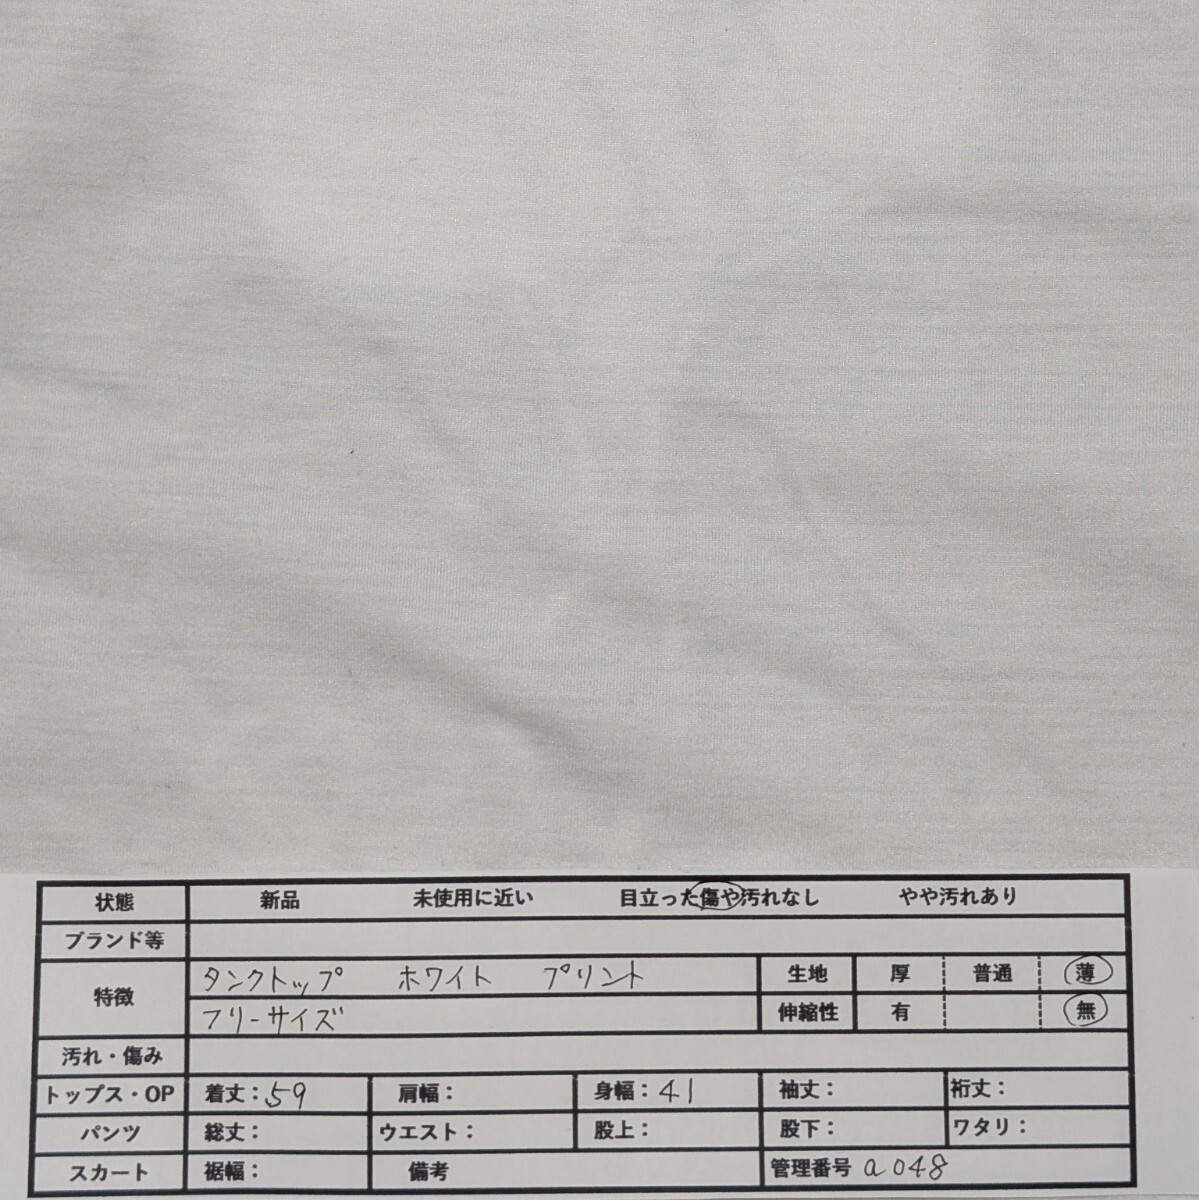 状態 新品 未使用に近い 目立った傷や汚れなし やや汚れあり
ブランド等
特徴 タンクトップ ホワイト プリント 生地 厚 普通 薄
フリーサイズ 伸縮性 有 無
汚れ・傷み
トップス・OP 着丈：59 肩幅： 身幅：41 袖丈： 裄丈：
パンツ 総丈： ウエスト： 股上： 股下： ワタリ：
スカート 裾幅： 備考 管理番号 a048